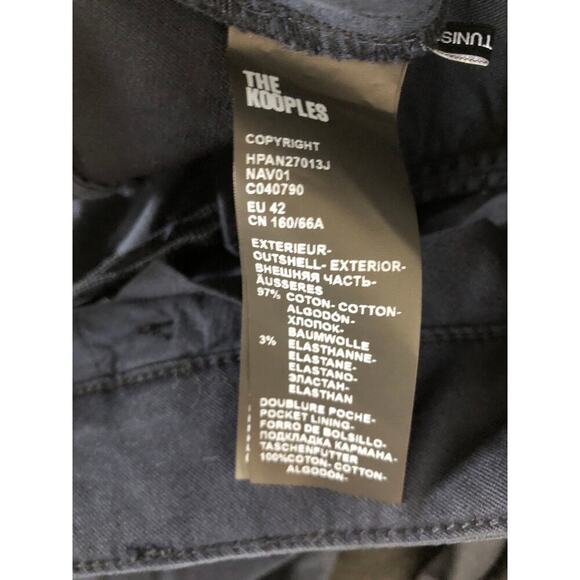 TUNIS
THE
KOOPLES
COPYRIGHT
HPAN27013J
NAV01
C040790
EU 42
CN 160/66A
EXTERIEUR-
OUTSHELL- EXTERIOR-
ВНЕШНЯЯ ЧАСТЬ-
ÄUSSERES
97% COTON- COTTON-
ALGODÓN-
ХЛОПОК-
BAUMWOLLE
3% ELASTHANNE-
ELASTANE-
ELASTANO-
ЭЛАСТАН-
ELASTHAN
DOUBLURE POCHE-
POCKET LINING-
FORRO DE BOLSILLO-
ПОДКЛАДКА КАРМАНА-
TASCHENFUTTER
100%COTON- COTTON-
ALGODÓN-